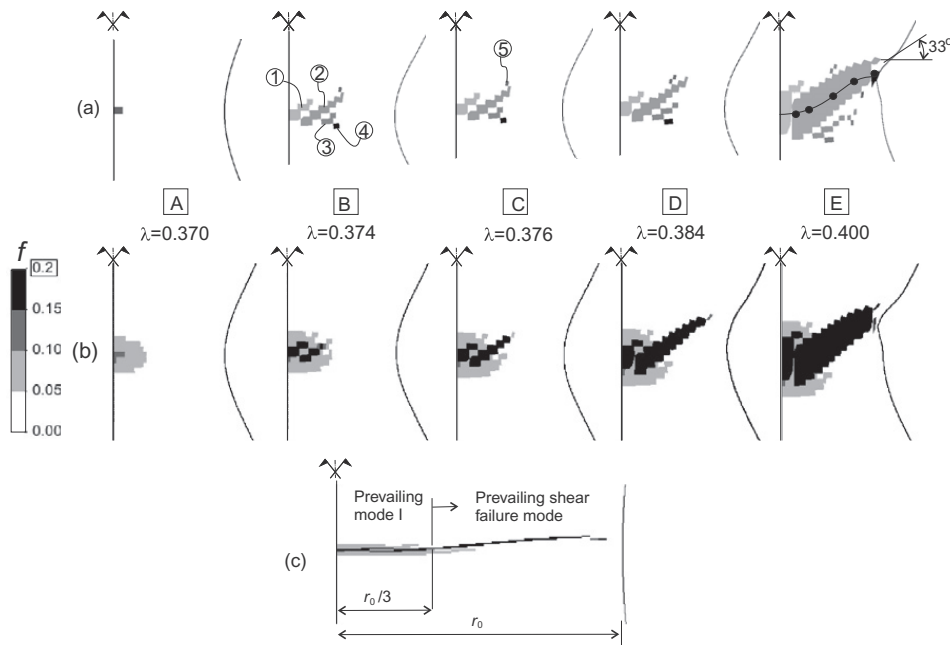 ①
②
⑤
33°
(a)
③
④
A
B
C
D
E
λ=0.370
λ=0.374
λ=0.376
λ=0.384
λ=0.400
f
0.2
0.15
0.10
0.05
0.00
(b)
Prevailing
mode I
Prevailing shear
failure mode
(c)
r₀/3
r₀